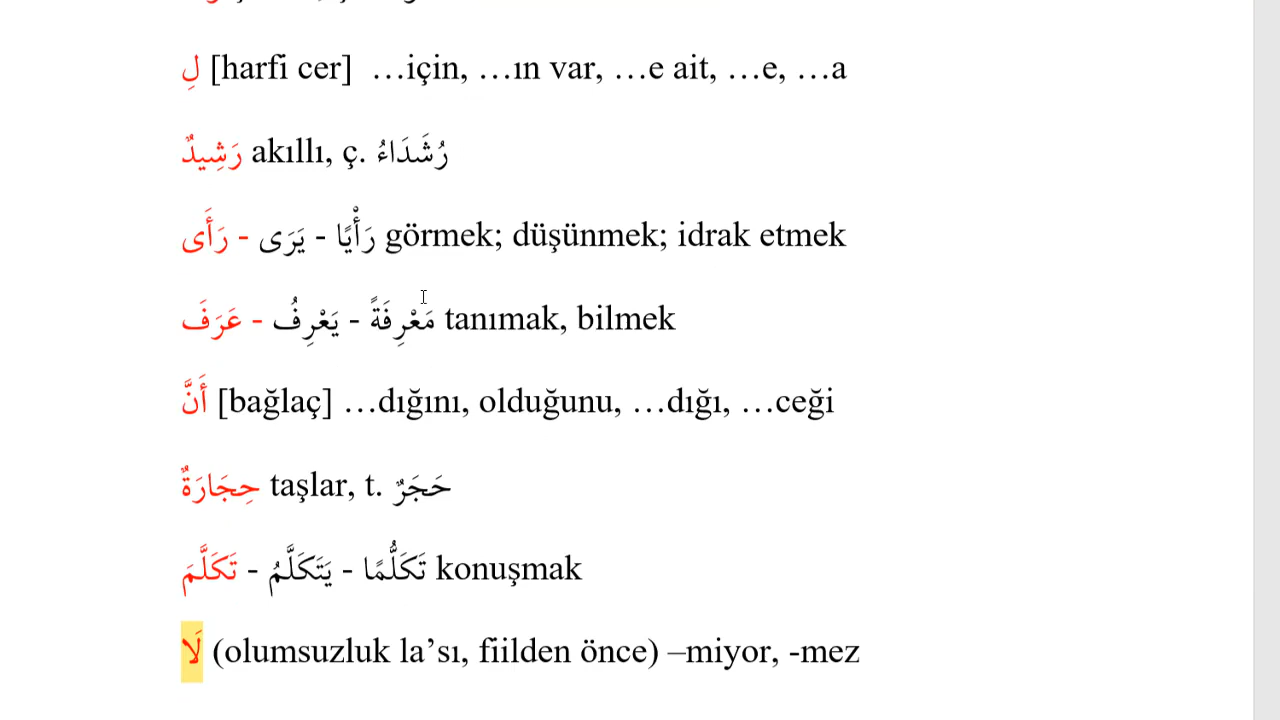 لِ [harfi cer] …için, …ın var, …e ait, …e, …a
رَشِيدٌ akıllı, ç. رُشَدَاءُ
رَأَى - يَرَى - رَأْيًا görmek; düşünmek; idrak etmek
عَرَفَ - يَعْرِفُ - مَعْرِفَةً tanımak, bilmek
أَنَّ [bağlaç] …dığını, olduğunu, …dığı, …ceği
حِجَارَةٌ taşlar, t. حَجَرٌ
تَكَلَّمَ - يَتَكَلَّمُ - تَكَلُّمًا konuşmak
لَا (olumsuzluk la’sı, fiilden önce) –miyor, -mez